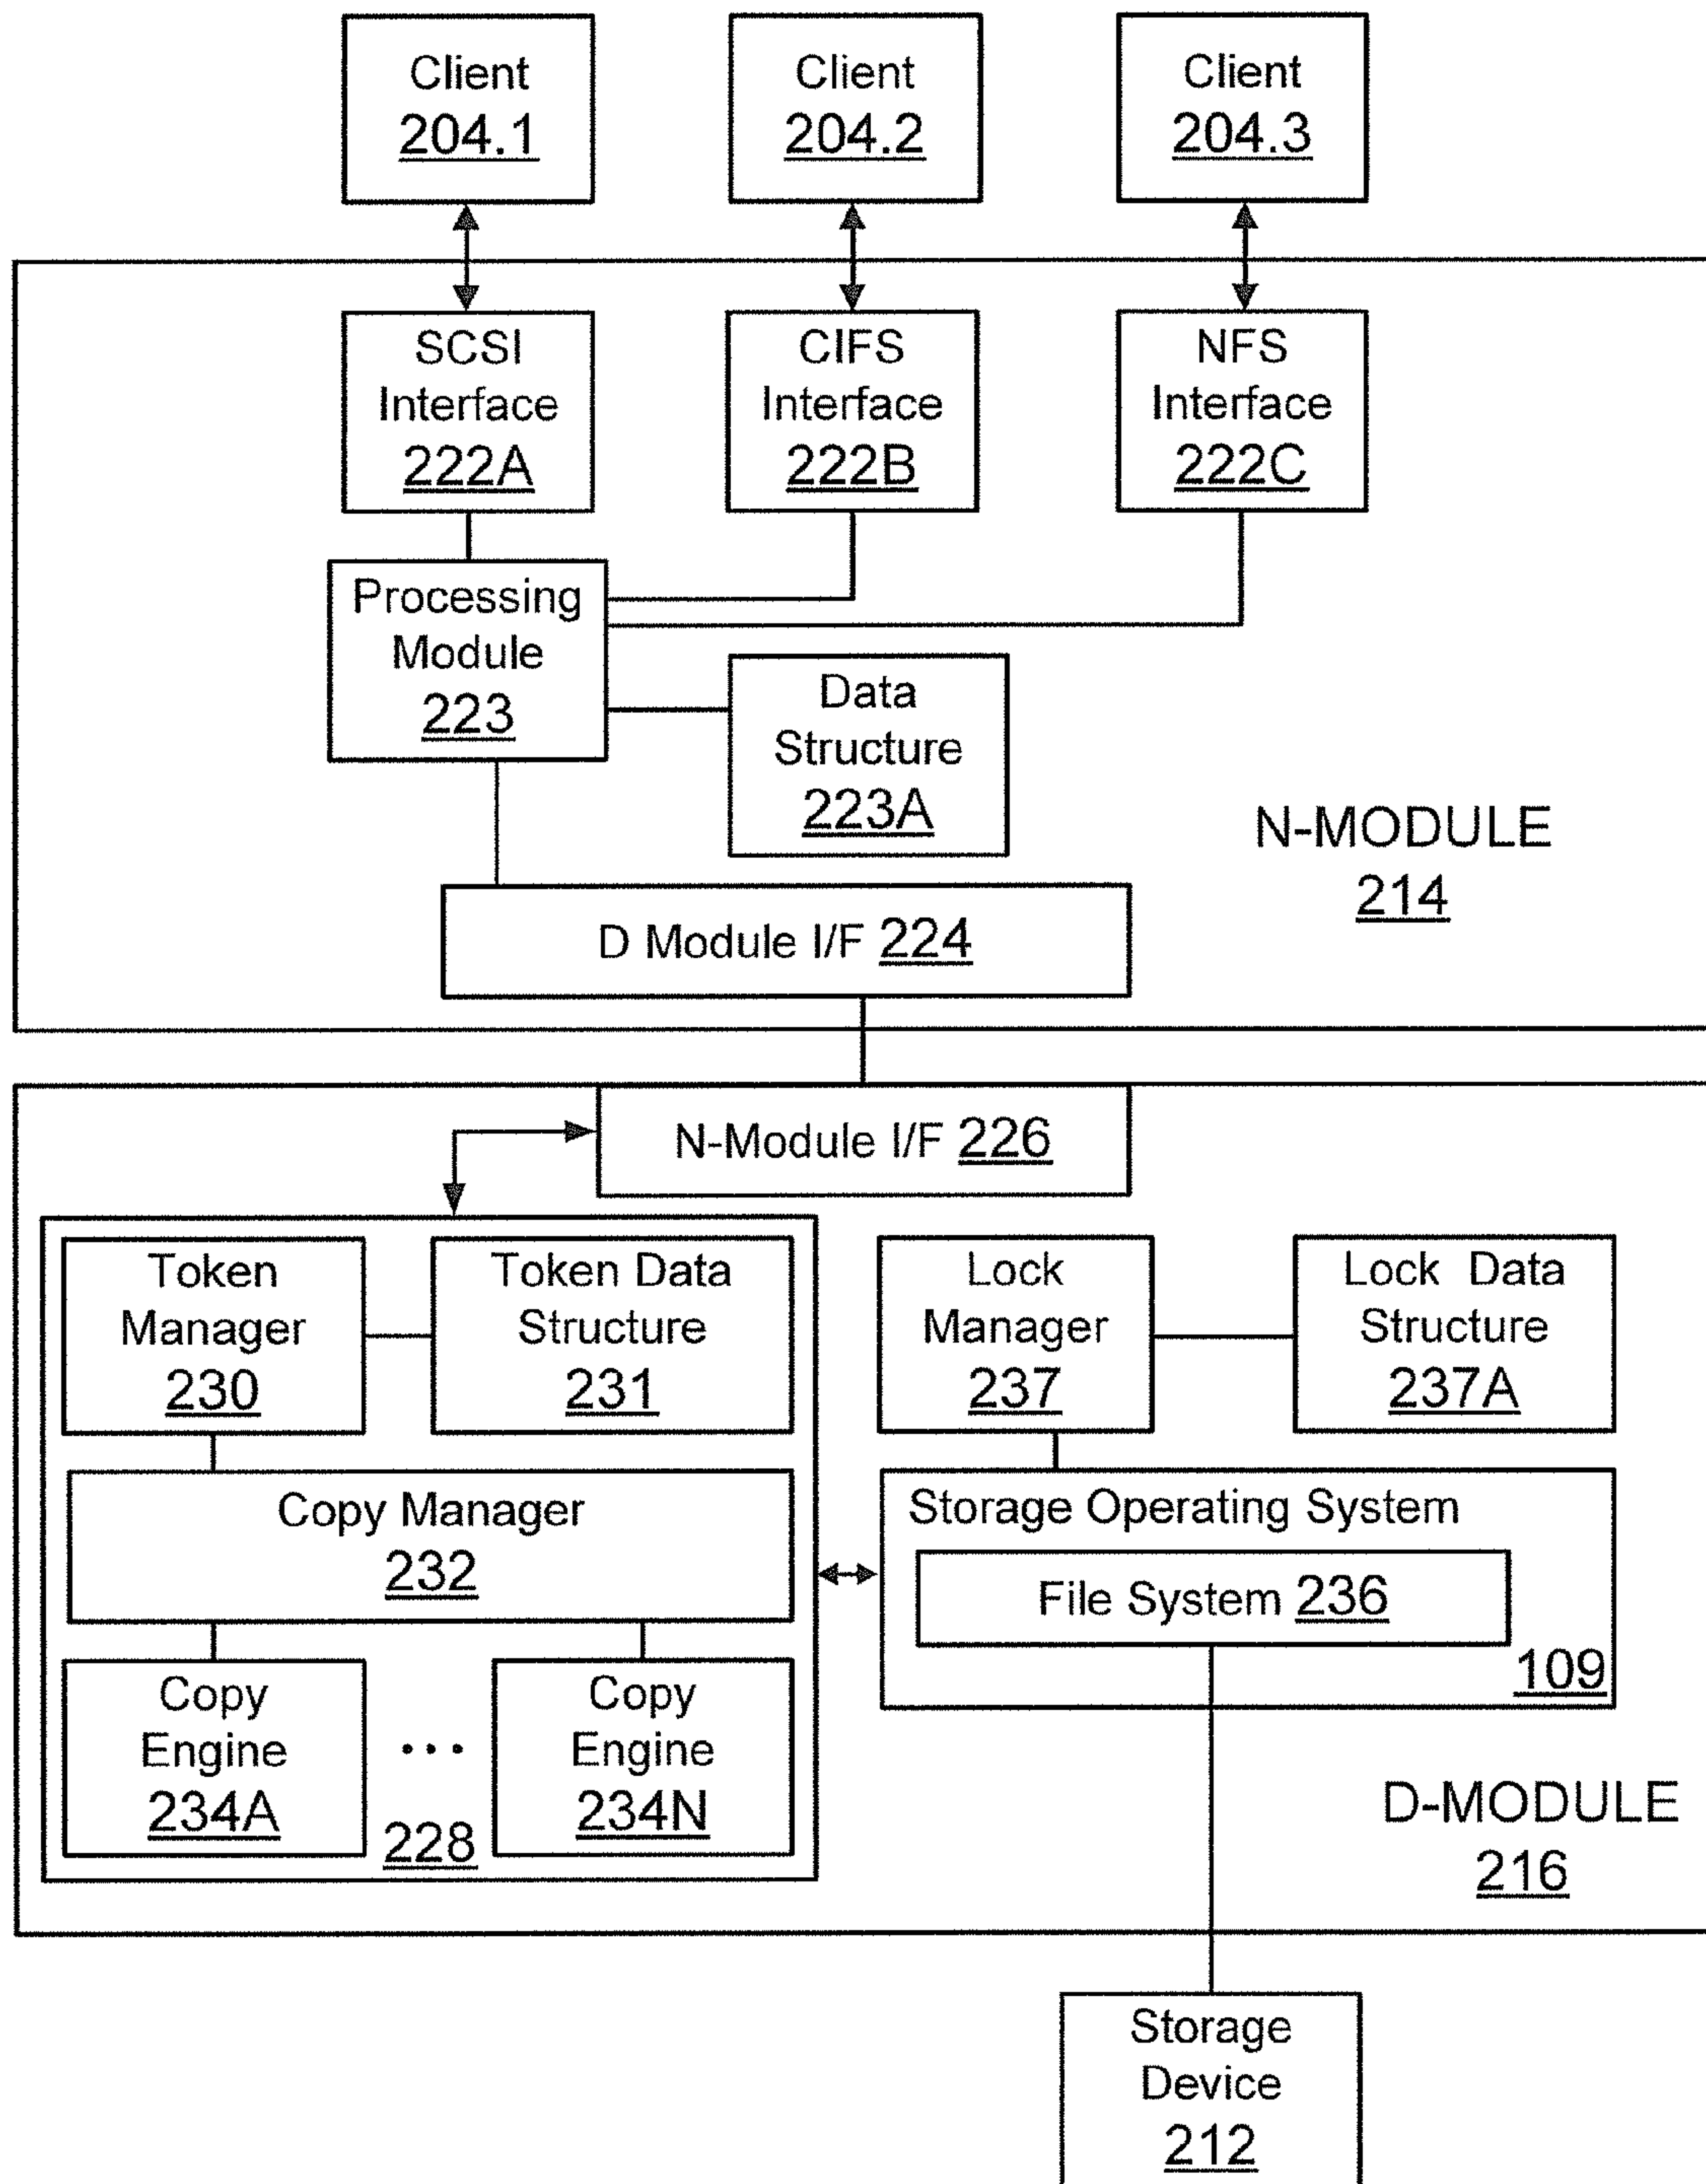 Client
204.1
Client
204.2
Client
204.3
SCSI
Interface
222A
CIFS
Interface
222B
NFS
Interface
222C
Processing
Module
223
Data
Structure
223A
N-MODULE
214
D Module I/F 224
N-Module I/F 226
Token
Manager
230
Token Data
Structure
231
Lock
Manager
237
Lock Data
Structure
237A
Copy Manager
232
Storage Operating System
File System 236
109
Copy
Engine
234A
...
Copy
Engine
234N
228
D-MODULE
216
Storage
Device
212